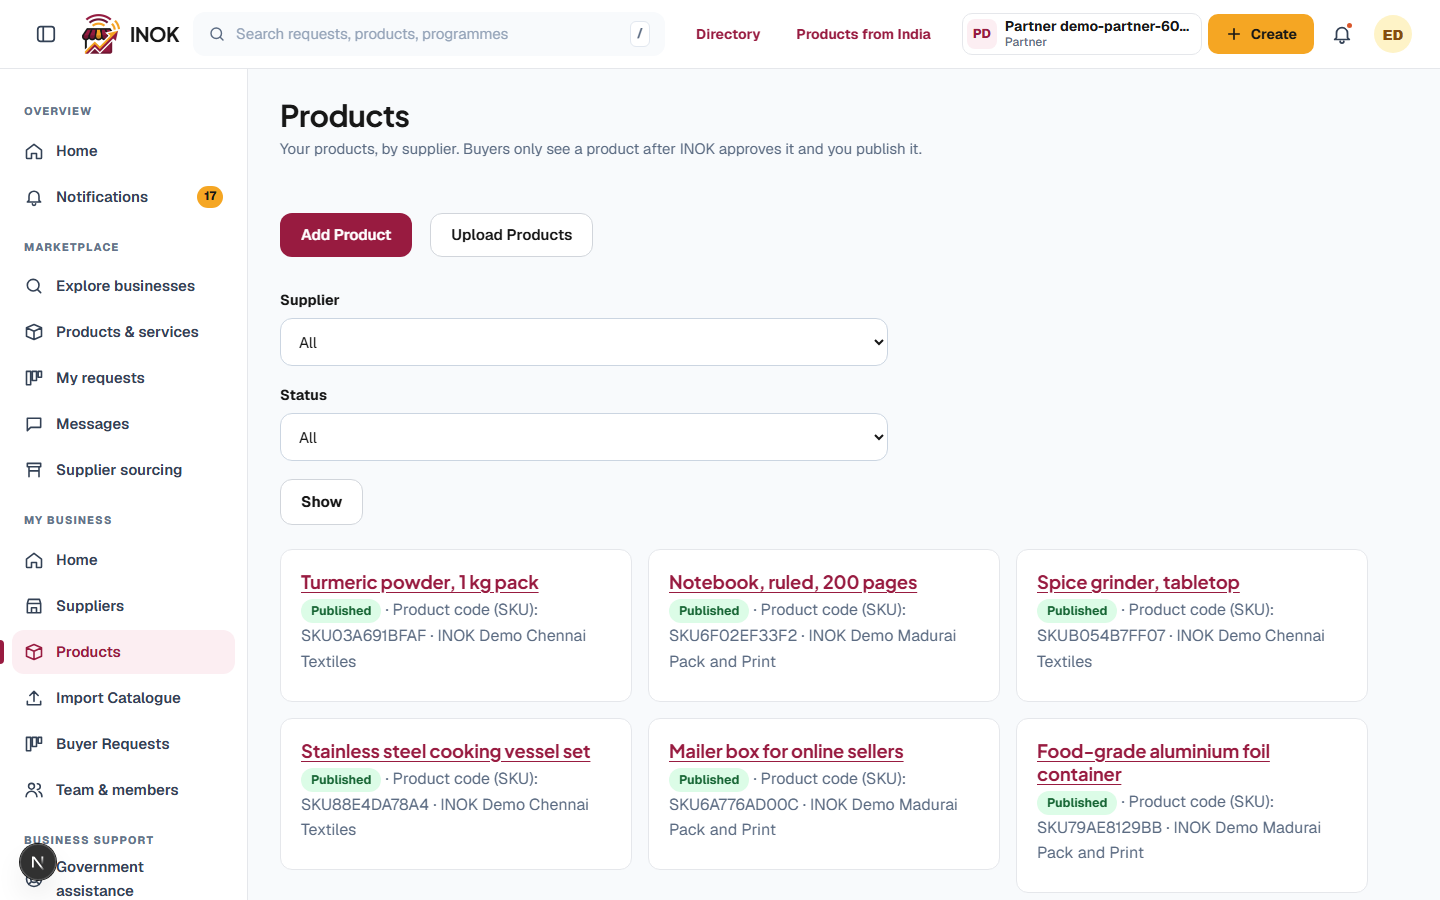 INOK
Search requests, products, programmes
/
Directory
Products from India
PD
Partner demo-partner-60...
Partner
+ Create
ED
OVERVIEW
Home
Notifications
17
MARKETPLACE
Explore businesses
Products & services
My requests
Messages
Supplier sourcing
MY BUSINESS
Home
Suppliers
Products
Import Catalogue
Buyer Requests
Team & members
BUSINESS SUPPORT
N
Government
assistance
Products
Your products, by supplier. Buyers only see a product after INOK approves it and you publish it.
Add Product
Upload Products
Supplier
All
Status
All
Show
Turmeric powder, 1 kg pack
Published · Product code (SKU):
SKU03A691BFAF · INOK Demo Chennai
Textiles
Notebook, ruled, 200 pages
Published · Product code (SKU):
SKU6F02EF33F2 · INOK Demo Madurai
Pack and Print
Spice grinder, tabletop
Published · Product code (SKU):
SKUB054B7FF07 · INOK Demo Chennai
Textiles
Stainless steel cooking vessel set
Published · Product code (SKU):
SKU88E4DA78A4 · INOK Demo Chennai
Textiles
Mailer box for online sellers
Published · Product code (SKU):
SKU6A776AD00C · INOK Demo Madurai
Pack and Print
Food-grade aluminium foil
container
Published · Product code (SKU):
SKU79AE8129BB · INOK Demo Madurai
Pack and Print